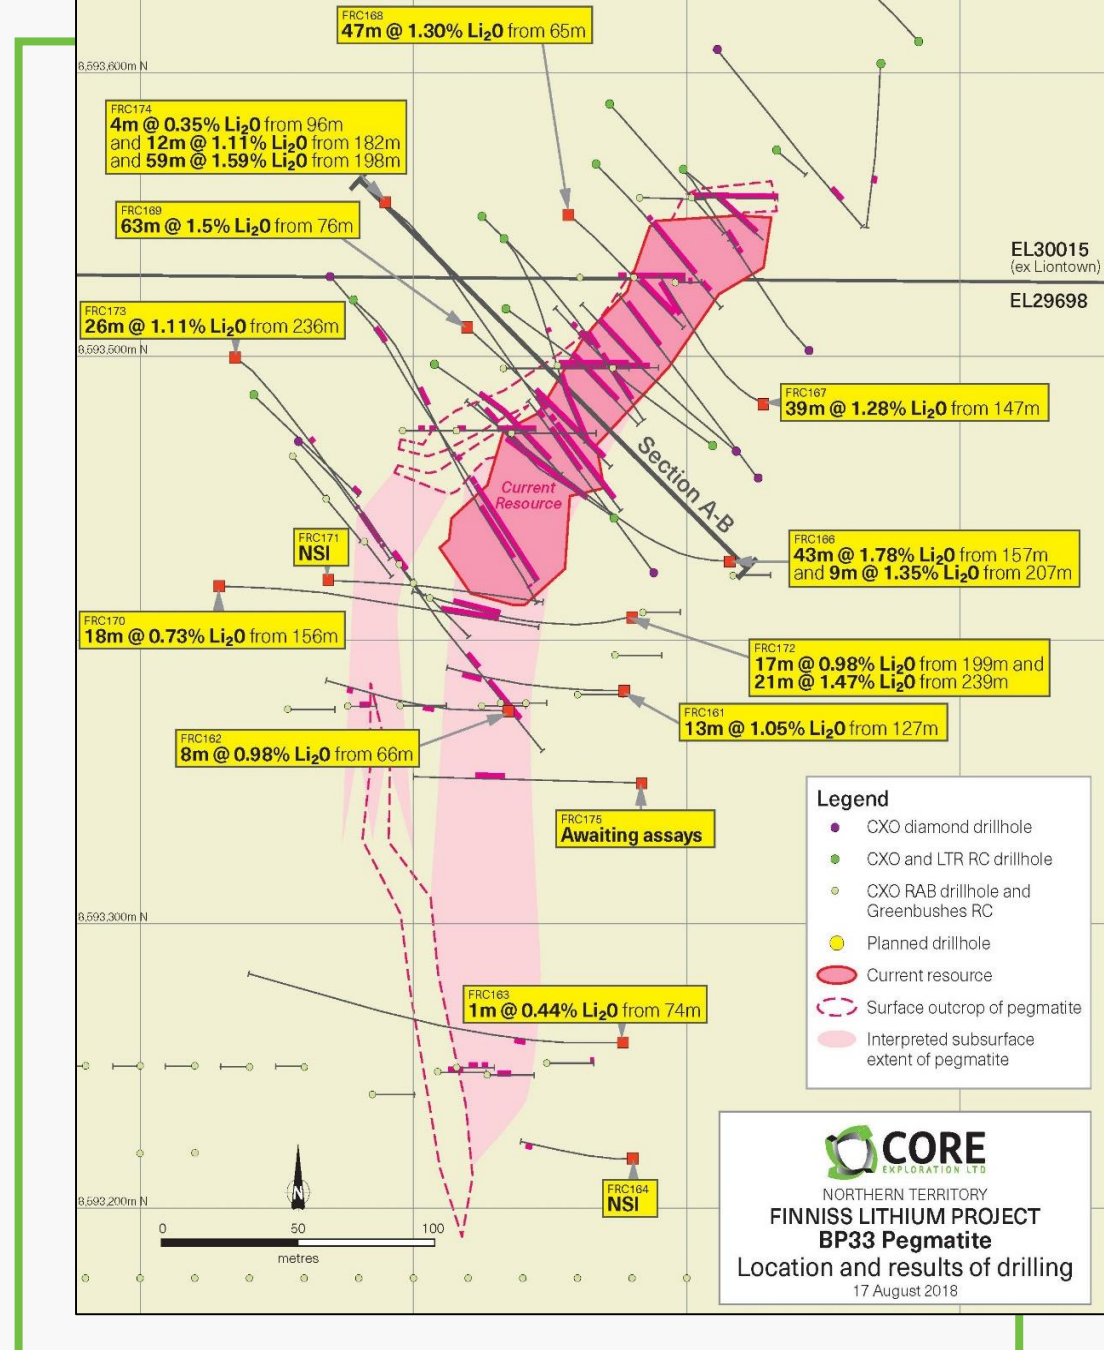 FRC168
47m @ 1.30% Li2O from 65m
8,593,600m N
FRC174
4m @ 0.35% Li2O from 96m
and 12m @ 1.11% Li2O from 182m
and 59m @ 1.59% Li2O from 198m
FRC169
63m @ 1.5% Li2O from 76m
EL30015
(ex Liontown)
EL29698
FRC173
26m @ 1.11% Li2O from 236m
8,593,500m N
FRC167
39m @ 1.28% Li2O from 147m
Section A-B
Current
Resource
FRC171
NSI
FRC166
43m @ 1.78% Li2O from 157m
and 9m @ 1.35% Li2O from 207m
FRC170
18m @ 0.73% Li2O from 156m
FRC172
17m @ 0.98% Li2O from 199m and
21m @ 1.47% Li2O from 239m
FRC161
13m @ 1.05% Li2O from 127m
FRC162
8m @ 0.98% Li2O from 66m
FRC175
Awaiting assays
Legend
CXO diamond drillhole
CXO and LTR RC drillhole
CXO RAB drillhole and
Greenbushes RC
Planned drillhole
Current resource
Surface outcrop of pegmatite
Interpreted subsurface
extent of pegmatite
8,593,300m N
FRC163
1m @ 0.44% Li2O from 74m
FRC164
NSI
8,593,200m N
N
0 50 100
metres
CORE
EXPLORATION LTD
NORTHERN TERRITORY
FINNISS LITHIUM PROJECT
BP33 Pegmatite
Location and results of drilling
17 August 2018